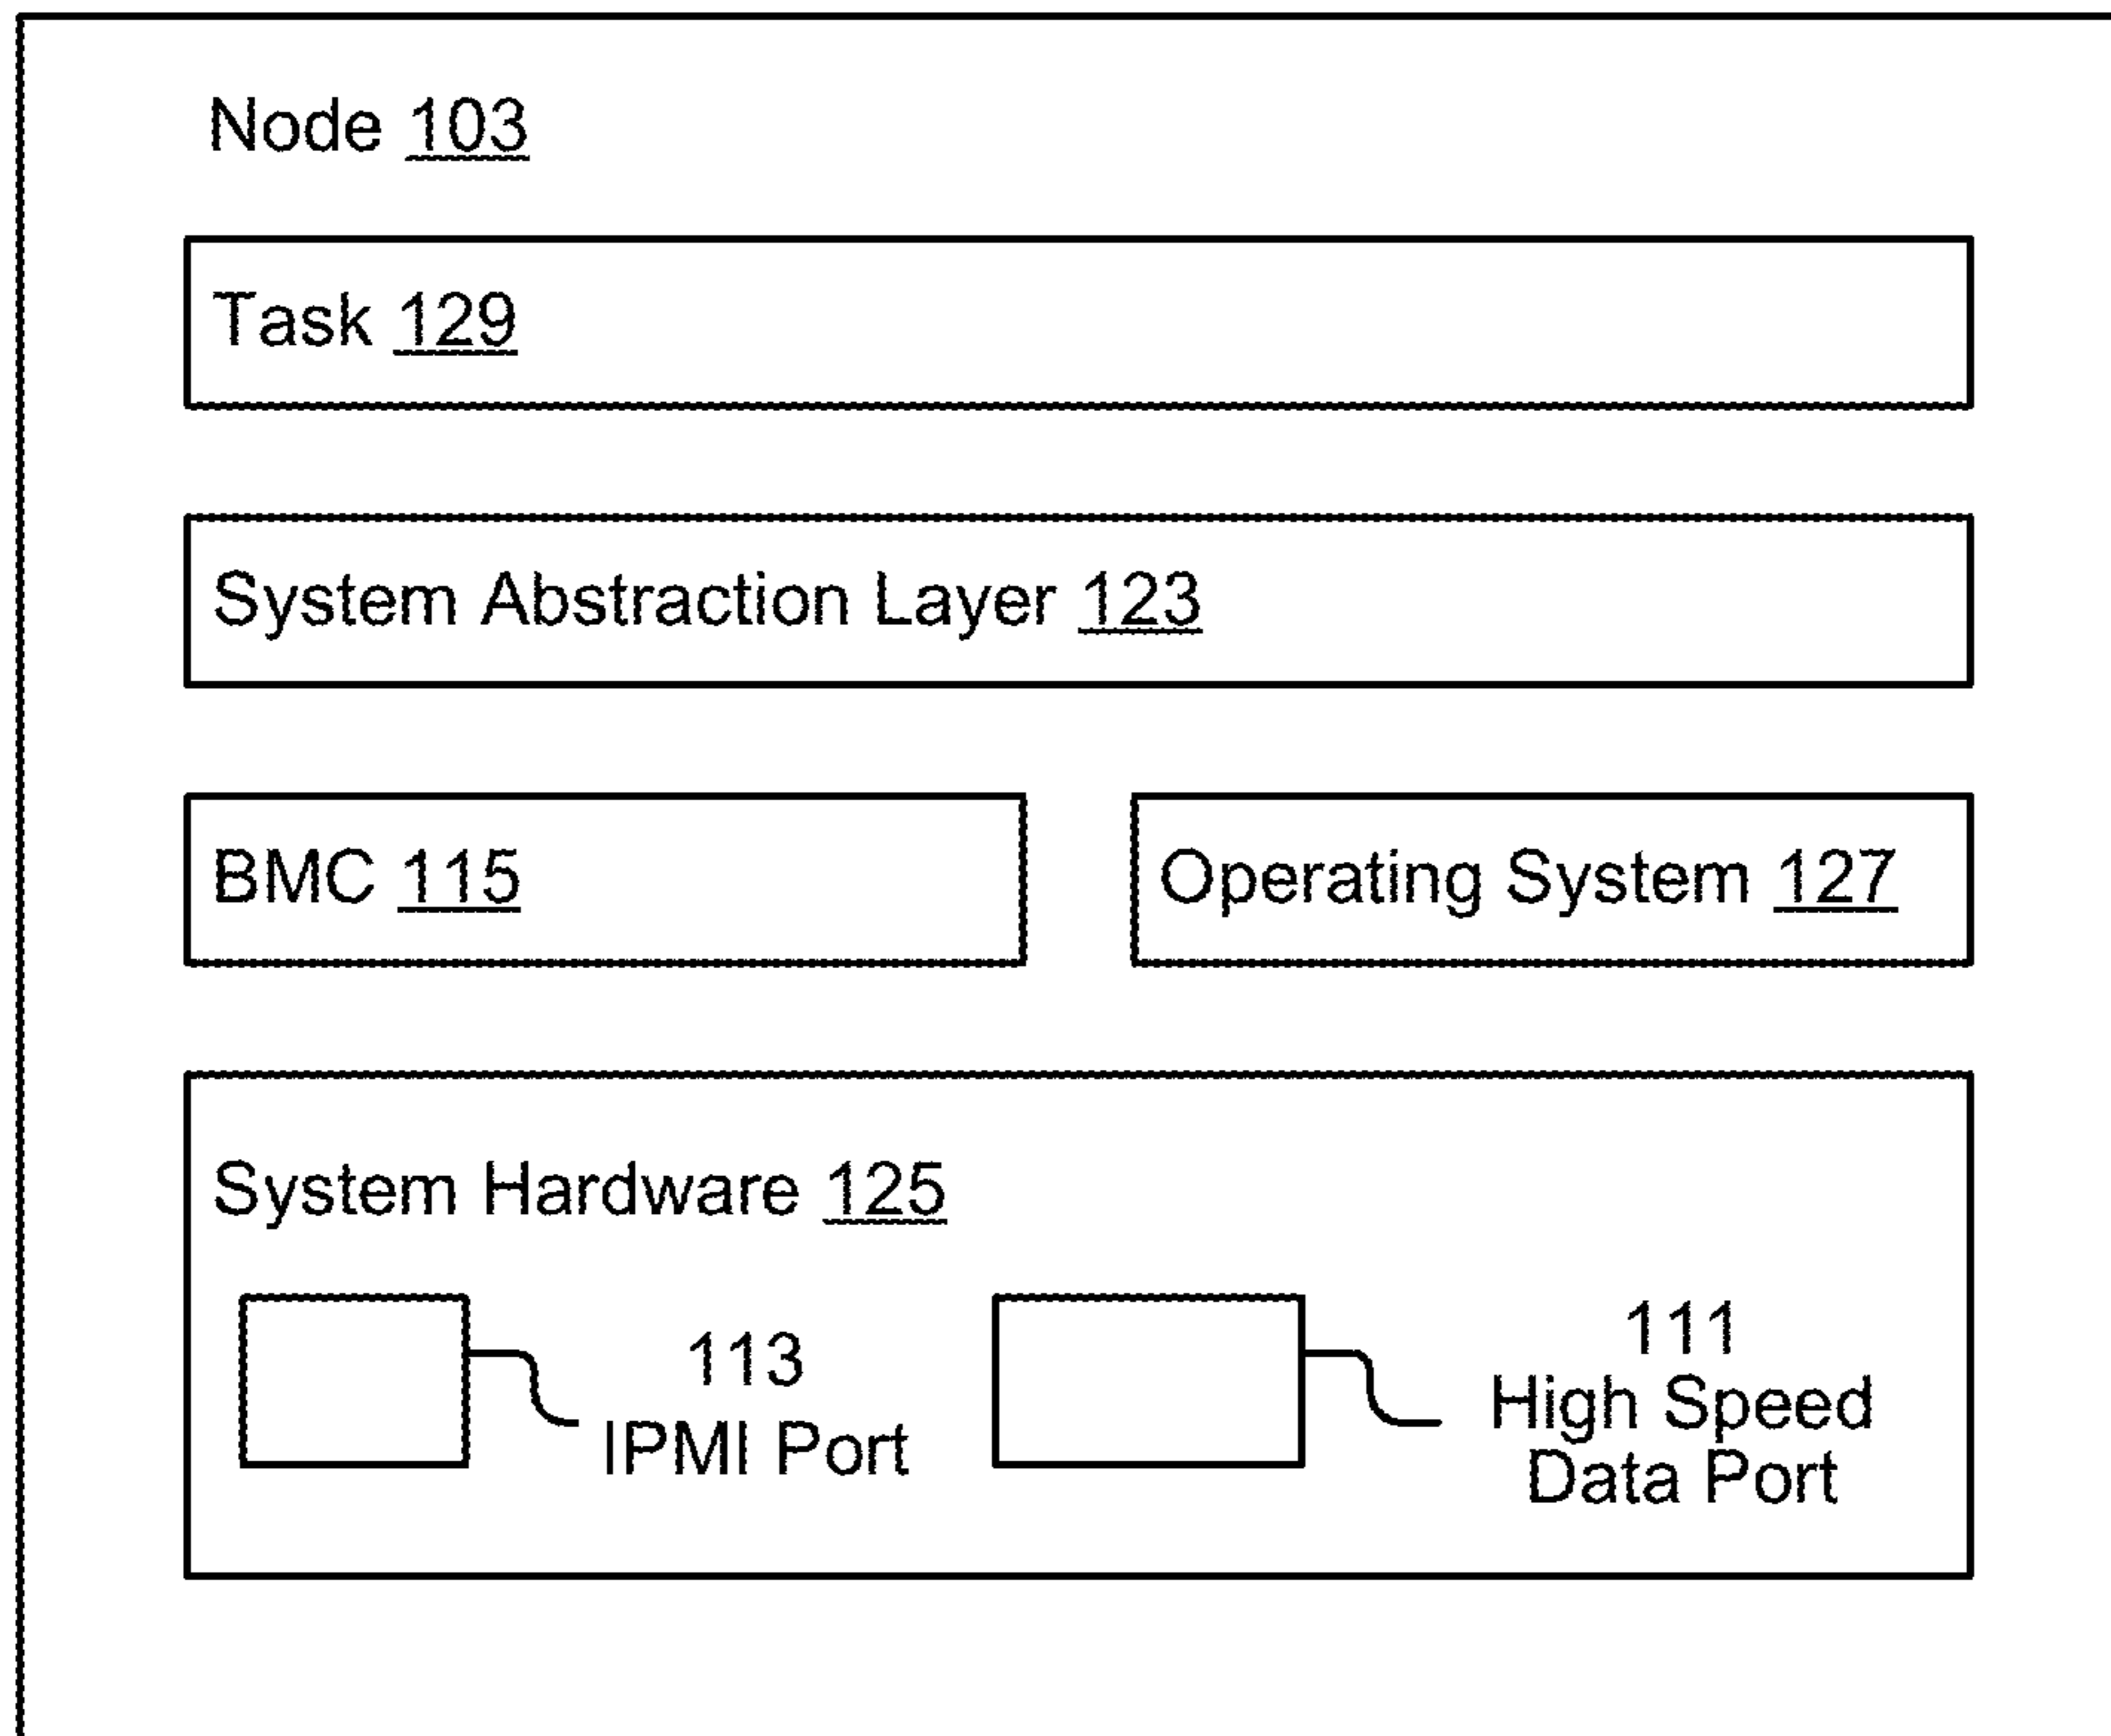 Node 103
Task 129
System Abstraction Layer 123
BMC 115
Operating System 127
System Hardware 125
113
IPMI Port
111
High Speed
Data Port